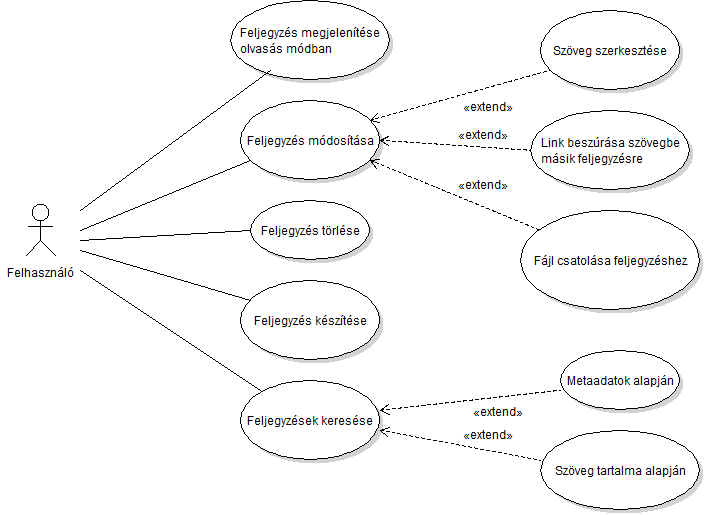 Feljegyzés megjelenítése
olvasás módban
Szöveg szerkesztése
«extend»
Feljegyzés módosítása
«extend»
Link beszúrása szövegbe
másik feljegyzésre
«extend»
Feljegyzés törlése
Fájl csatolása feljegyzéshez
Felhasználó
Feljegyzés készítése
Metaadatok alapján
«extend»
Feljegyzések keresése
«extend»
Szöveg tartalma alapján